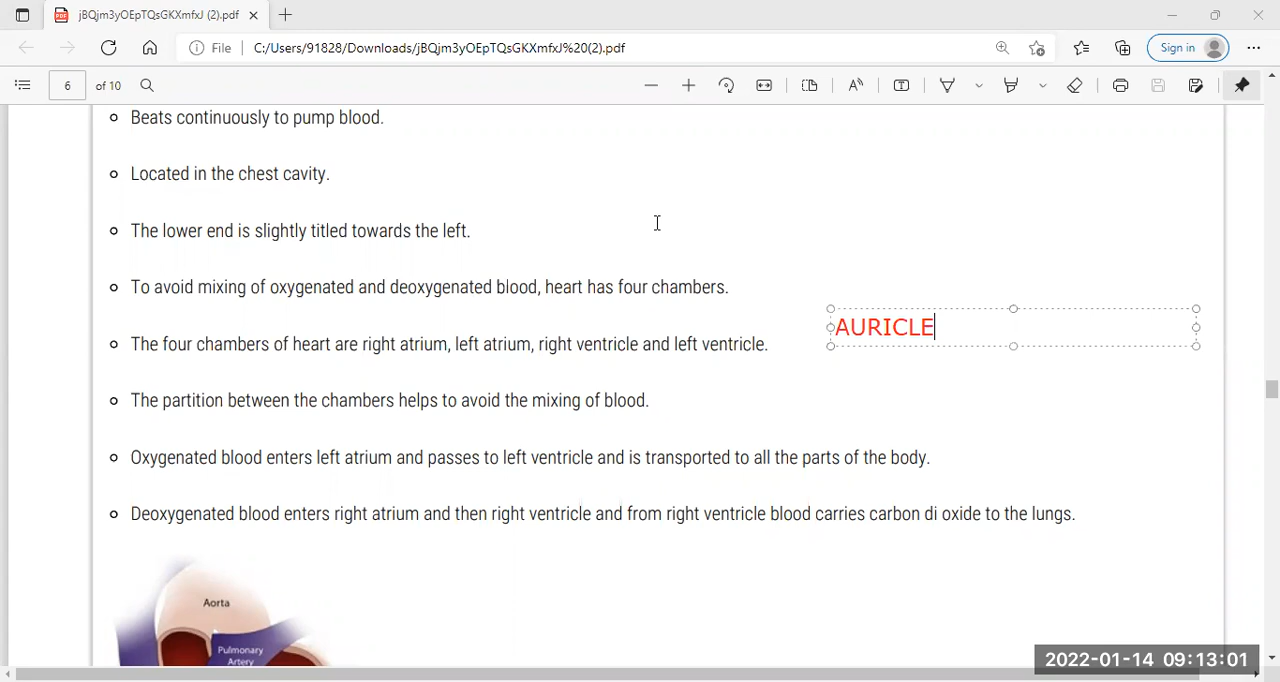 jBQjm3yOEpTQsGKXmfxJ (2).pdf
File
C:/Users/91828/Downloads/jBQjm3yOEpTQsGKXmfxJ%20(2).pdf
Sign in
6 of 10
Beats continuously to pump blood.
Located in the chest cavity.
The lower end is slightly titled towards the left.
To avoid mixing of oxygenated and deoxygenated blood, heart has four chambers.
AURICLE
The four chambers of heart are right atrium, left atrium, right ventricle and left ventricle.
The partition between the chambers helps to avoid the mixing of blood.
Oxygenated blood enters left atrium and passes to left ventricle and is transported to all the parts of the body.
Deoxygenated blood enters right atrium and then right ventricle and from right ventricle blood carries carbon di oxide to the lungs.
Aorta
Pulmonary
Artery
2022-01-14 09:13:01